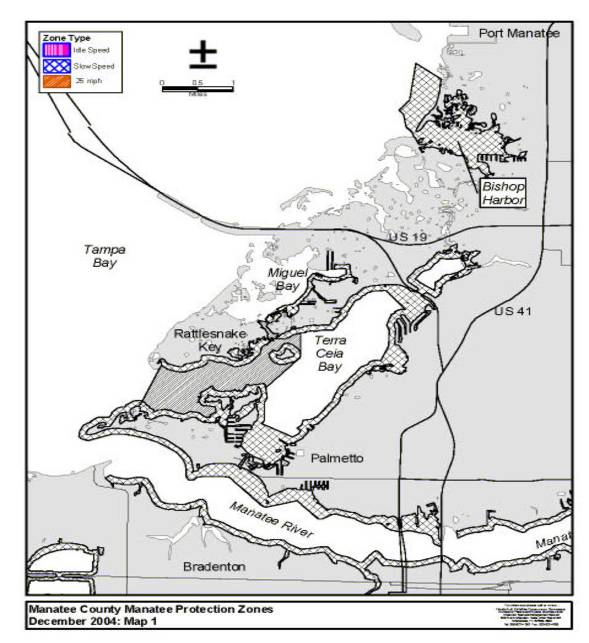 Zone Type
Idle Speed
Slow Speed
25 mph
0 0.5 1
Miles
Port Manatee
Bishop
Harbor
US 19
Tampa
Bay
Miguel
Bay
US 41
Rattlesnake
Key
Terra
Ceia
Bay
Palmetto
Manatee River
Manat
Bradenton
Manatee County Manatee Protection Zones
December 2004: Map 1